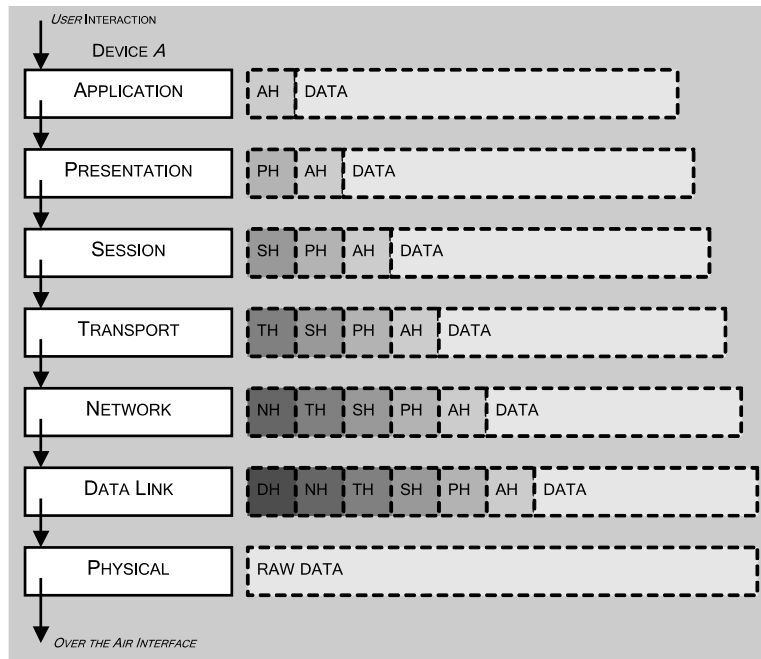 USER INTERACTION
DEVICE A
APPLICATION AH DATA
PRESENTATION PH AH DATA
SESSION SH PH AH DATA
TRANSPORT TH SH PH AH DATA
NETWORK NH TH SH PH AH DATA
DATA LINK DH NH TH SH PH AH DATA
PHYSICAL RAW DATA
OVER THE AIR INTERFACE